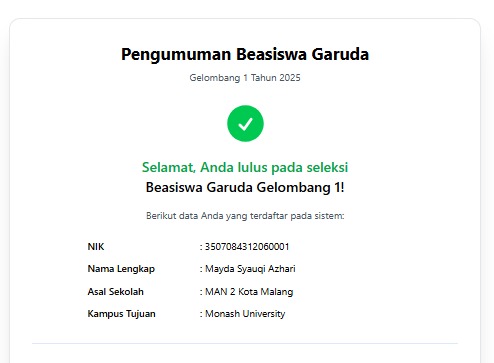 Pengumuman Beasiswa Garuda
Gelombang 1 Tahun 2025
Selamat, Anda lulus pada seleksi
Beasiswa Garuda Gelombang 1!
Berikut data Anda yang terdaftar pada sistem:
NIK : 3507084312060001
Nama Lengkap : Mayda Syauqi Azhari
Asal Sekolah : MAN 2 Kota Malang
Kampus Tujuan : Monash University